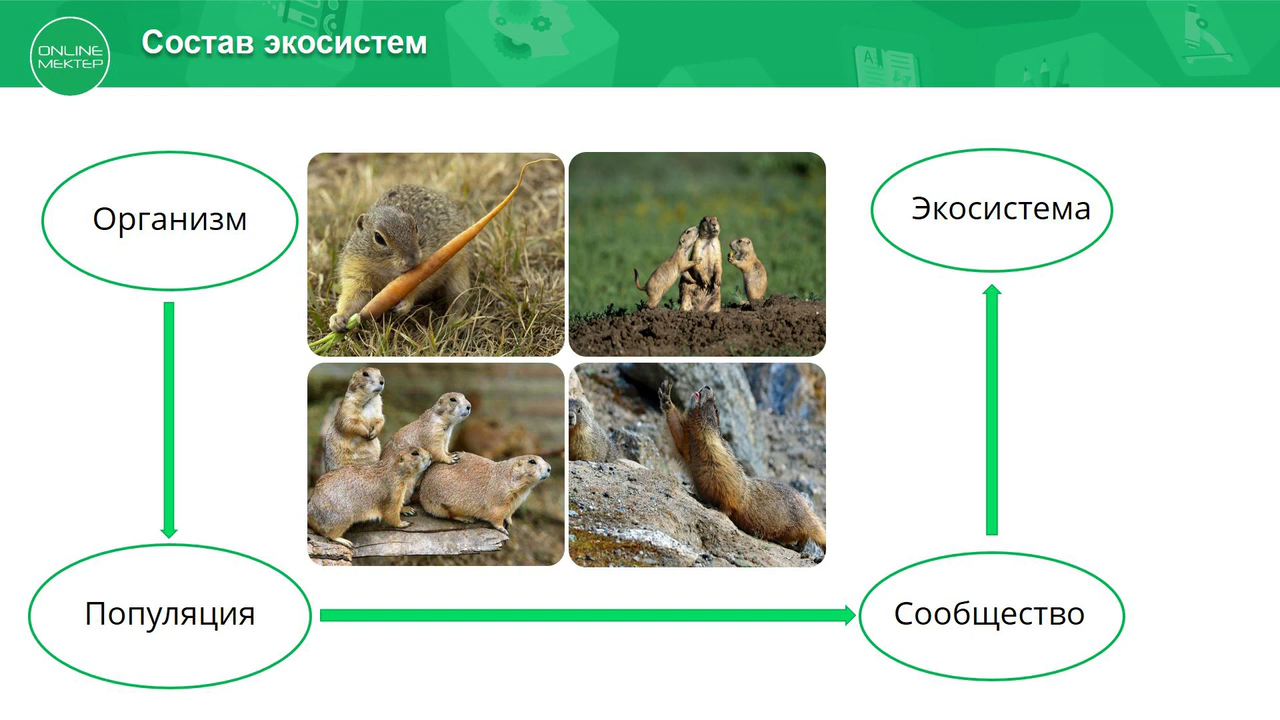 ONLINE
МЕКТЕР
Состав экосистем
Организм
Экосистема
Популяция
Сообщество